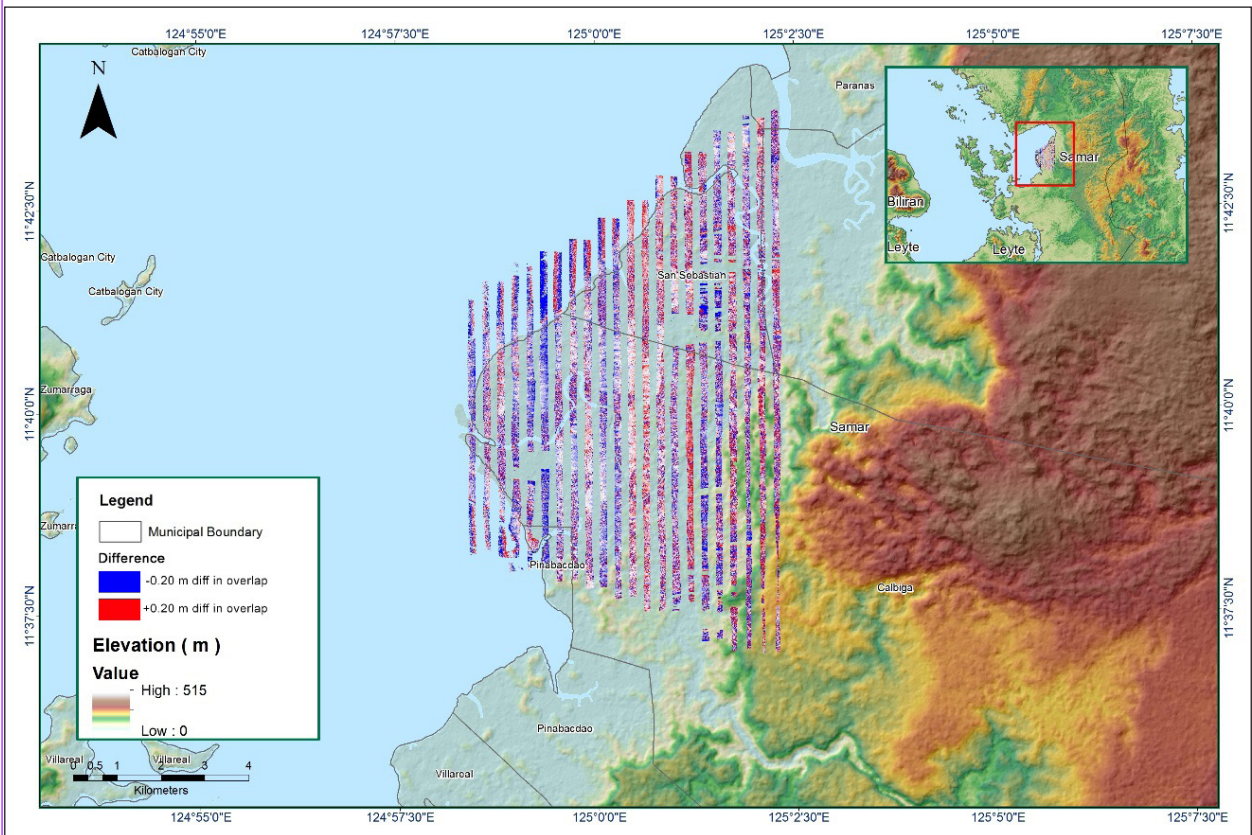 124°55'0"E 124°57'30"E 125°0'0"E 125°2'30"E 125°5'0"E 125°7'30"E
Catbalogan City
N
Paranas
Samar
Biliran
Leyte
Leyte
11°42'30"N
11°42'30"N
Catbalogan City
San Sebastian
Catbalogan City
Zumarraga
11°40'0"N
11°40'0"N
Samar
Legend
Municipal Boundary
Difference
-0.20 m diff in overlap
+0.20 m diff in overlap
Elevation ( m )
Value
High : 515
Low : 0
Zumarra
Pinabacdao
Calbiga
11°37'30"N
11°37'30"N
Pinabacdao
Villareal
Villareal
Villareal
0 0.5 1 2 3 4
Kilometers
124°55'0"E 124°57'30"E 125°0'0"E 125°2'30"E 125°5'0"E 125°7'30"E